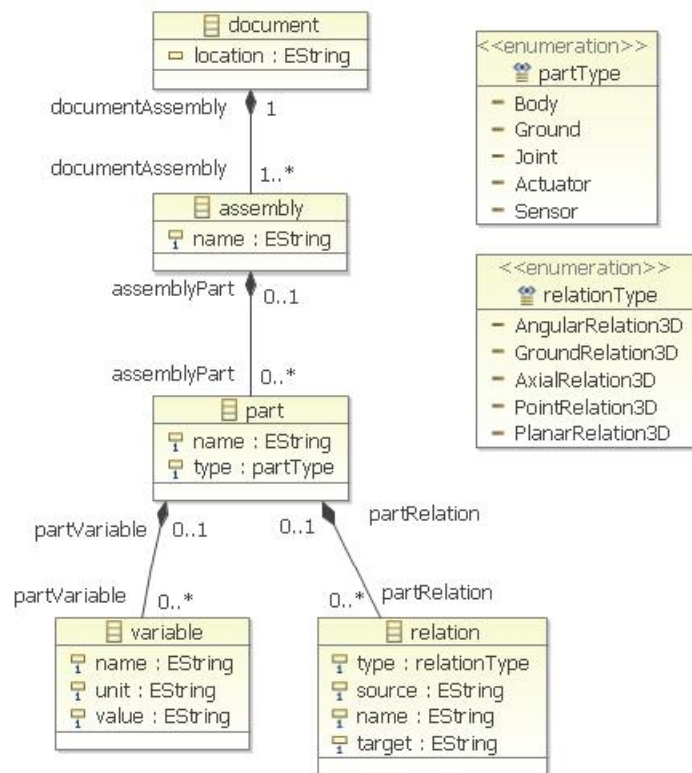 document
location : EString
documentAssembly
1
documentAssembly
1..*
assembly
name : EString
assemblyPart
0..1
assemblyPart
0..*
part
name : EString
type : partType
partVariable
0..1
0..1
partRelation
partVariable
0..*
0..*
partRelation
variable
name : EString
unit : EString
value : EString
relation
type : relationType
source : EString
name : EString
target : EString
<<enumeration>>
partType
Body
Ground
Joint
Actuator
Sensor
<<enumeration>>
relationType
AngularRelation3D
GroundRelation3D
AxialRelation3D
PointRelation3D
PlanarRelation3D